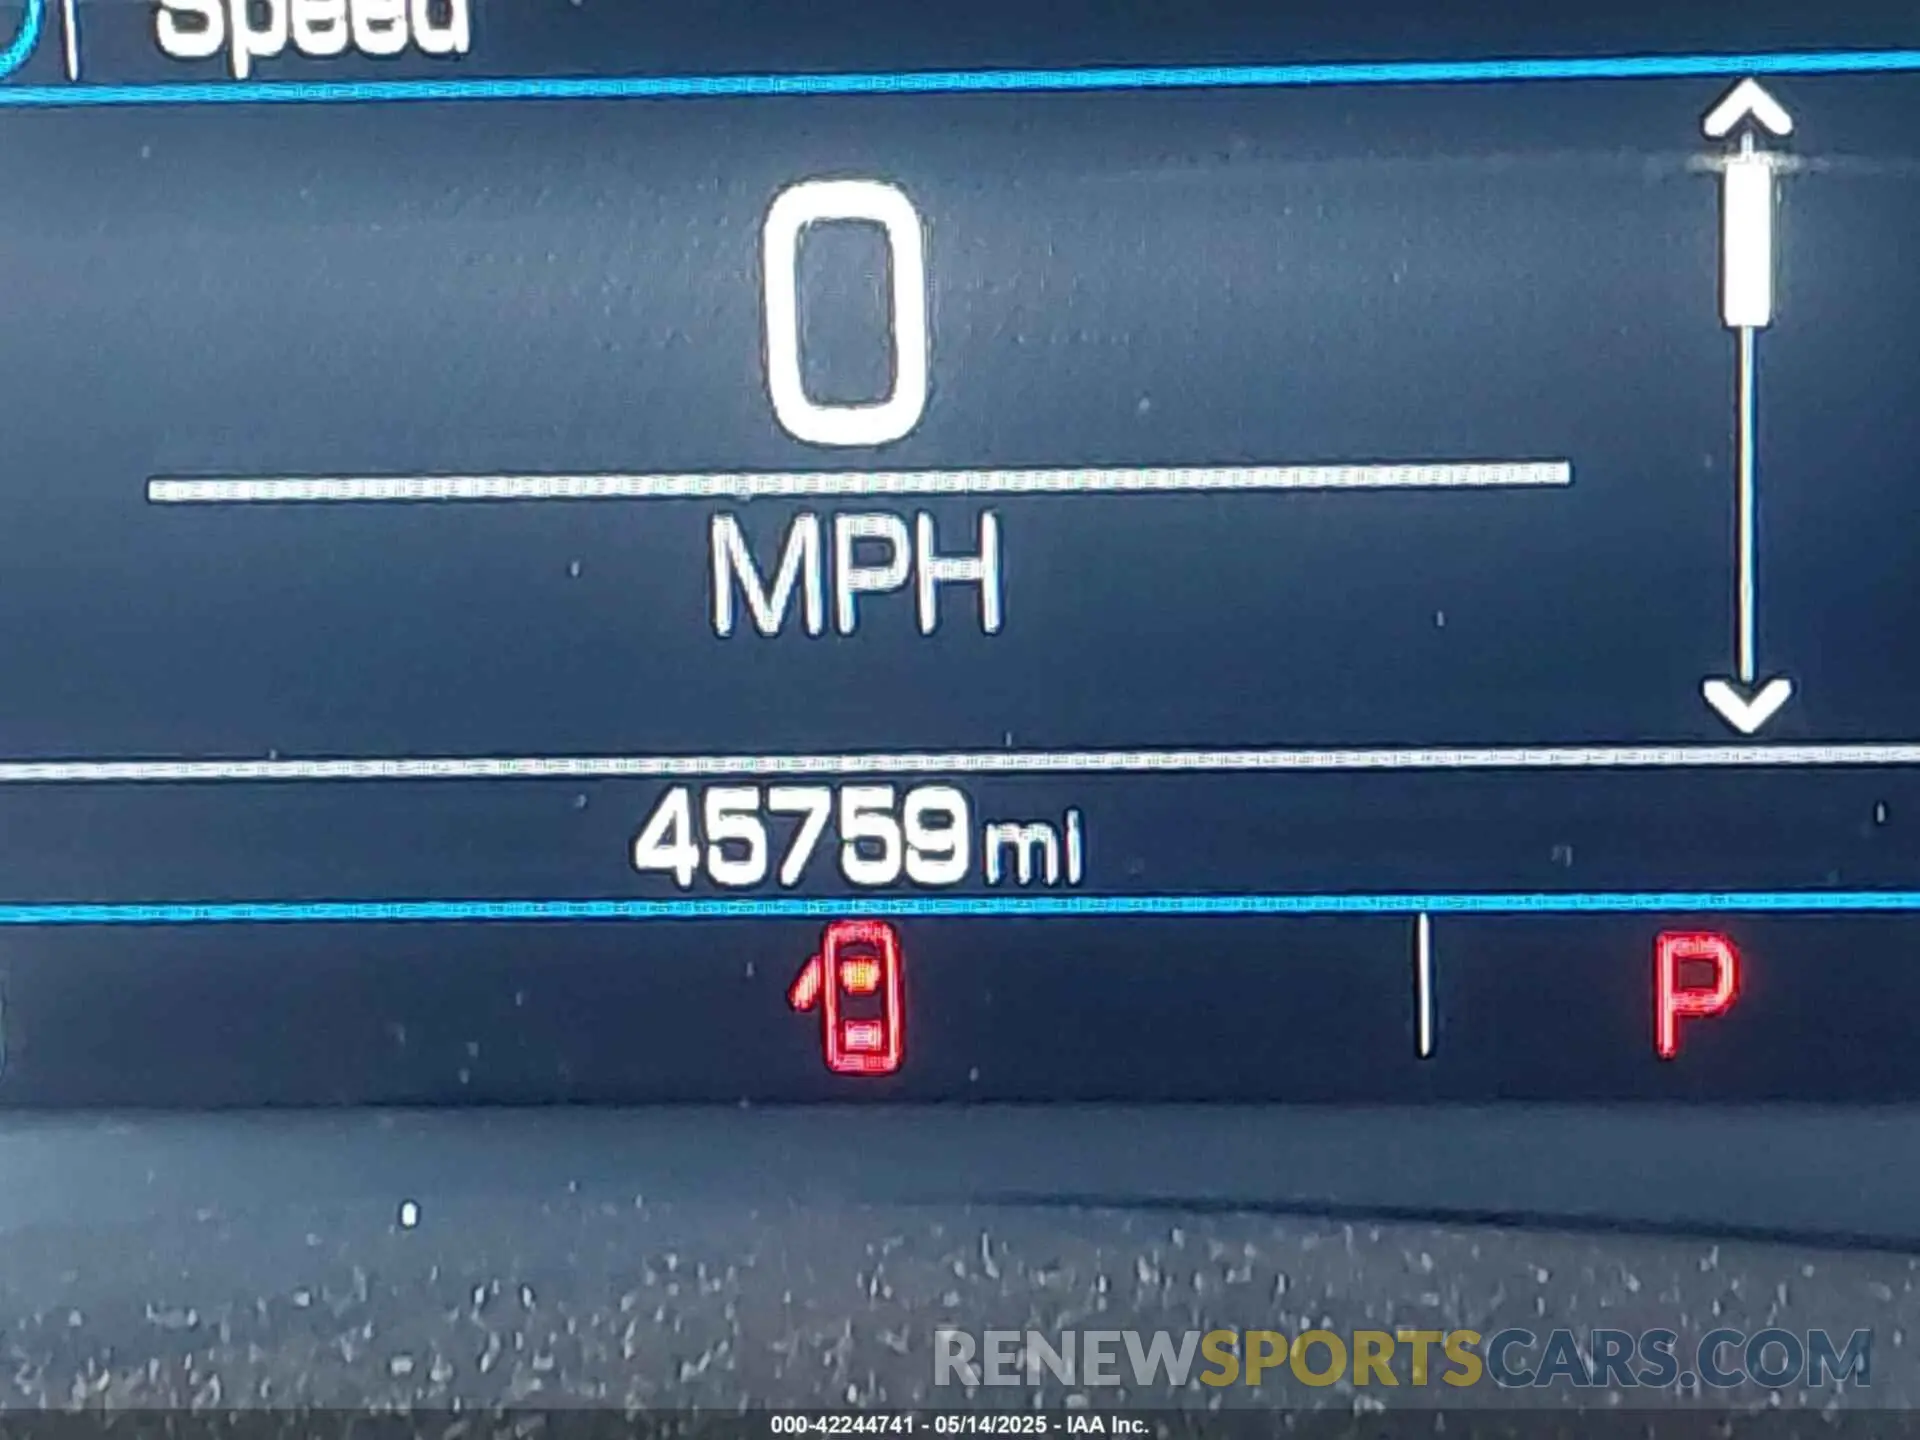 Speed
0
MPH
45759 mi
P
RENEWSPORTSCARS.COM
000-42244741 - 05/14/2025 - IAA Inc.